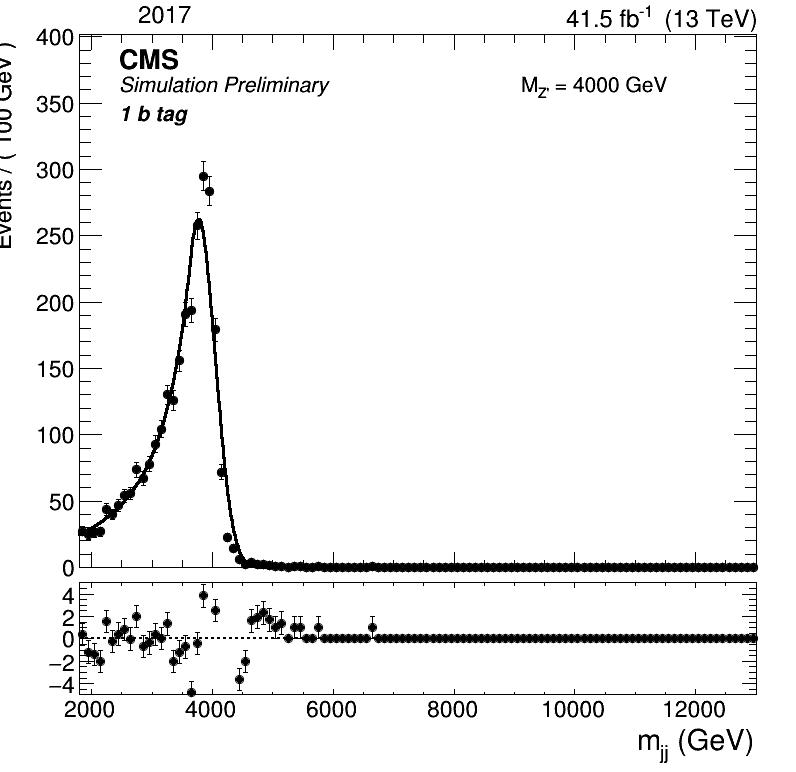 2017
41.5 fb-1 (13 TeV)
CMS
Simulation Preliminary
1 b tag
MZ' = 4000 GeV
Events / ( 100 GeV )
400
350
300
250
200
150
100
50
0
4
2
0
−2
−4
2000 4000 6000 8000 10000 12000
mjj (GeV)